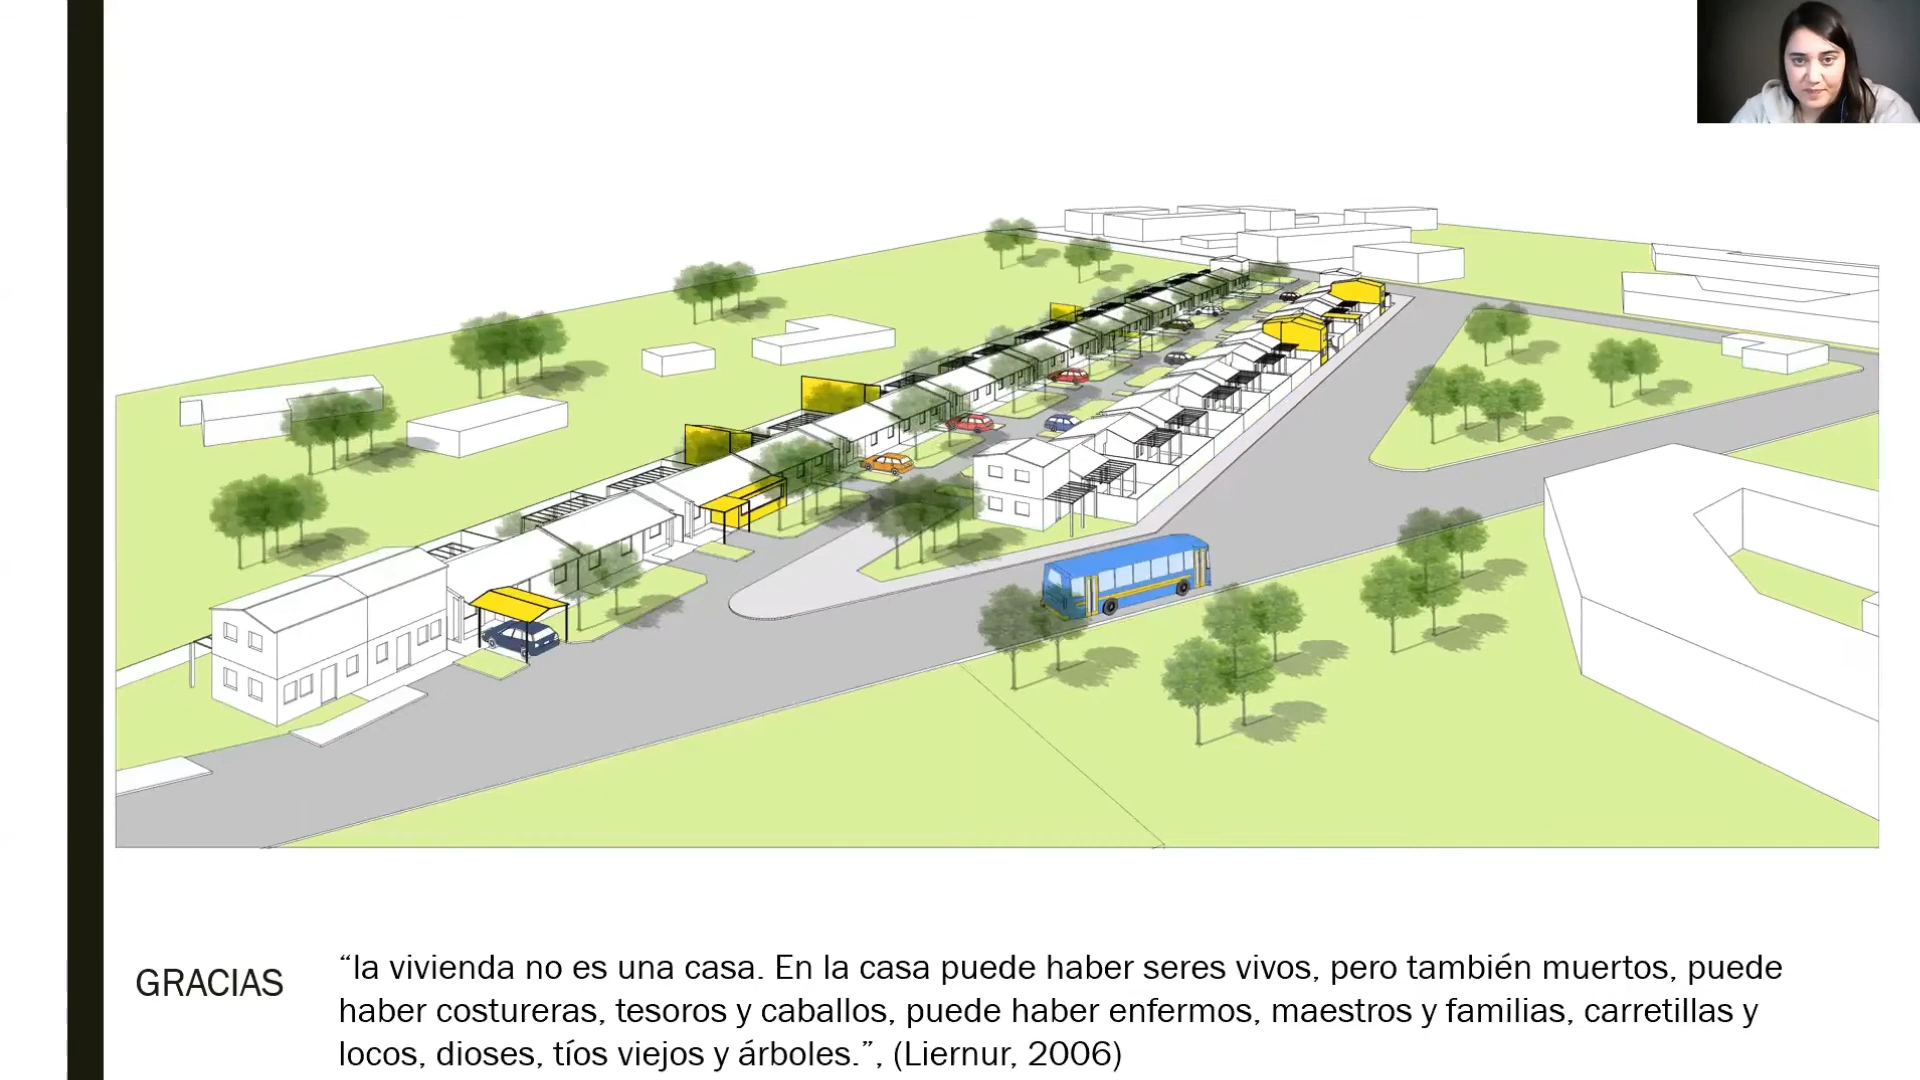 GRACIAS
“la vivienda no es una casa. En la casa puede haber seres vivos, pero también muertos, puede
haber costureras, tesoros y caballos, puede haber enfermos, maestros y familias, carretillas y
locos, dioses, tíos viejos y árboles.”, (Liernur, 2006)